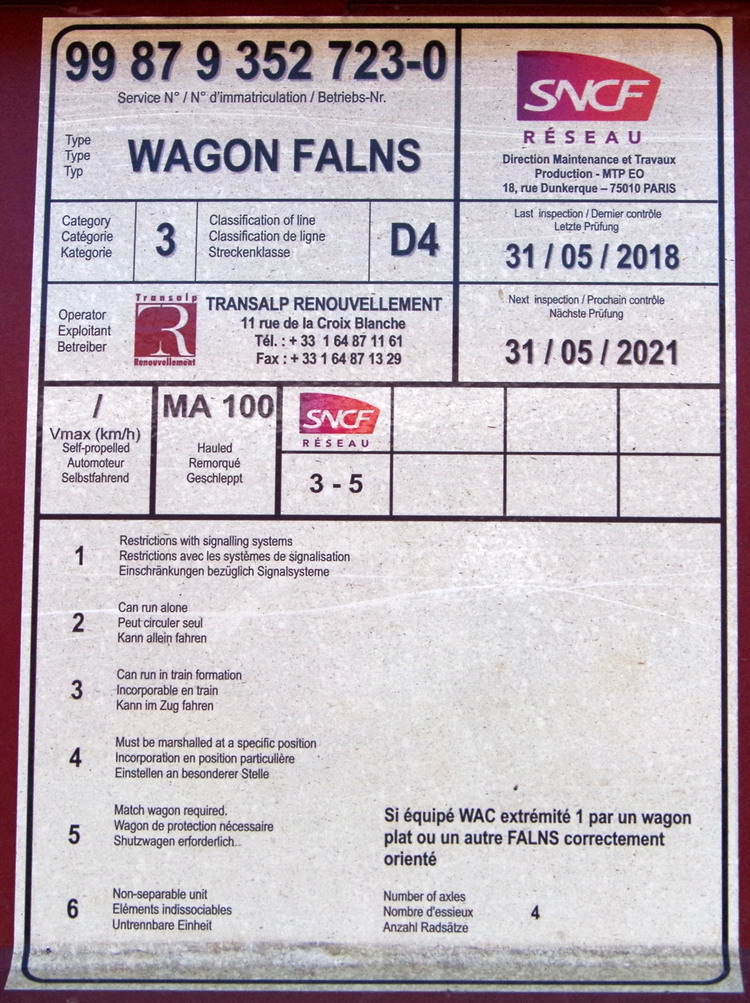 99 87 9 352 723-0
Service N° / N° d'immatriculation / Betriebs-Nr.
Type
Type
Typ
WAGON FALNS
SNCF
RÉSEAU
Direction Maintenance et Travaux
Production - MTP EO
18, rue Dunkerque – 75010 PARIS
Category
Catégorie
Kategorie
3
Classification of line
Classification de ligne
Streckenklasse
D4
Last inspection / Dernier contrôle
Letzte Prüfung
31 / 05 / 2018
Operator
Exploitant
Betreiber
Transalp
R
Renouvellement
TRANSALP RENOUVELLEMENT
11 rue de la Croix Blanche
Tél. : + 33 1 64 87 11 61
Fax : + 33 1 64 87 13 29
Next inspection / Prochain contrôle
Nächste Prüfung
31 / 05 / 2021
/
Vmax (km/h)
Self-propelled
Automoteur
Selbstfahrend
MA 100
Hauled
Remorqué
Geschleppt
SNCF
RÉSEAU
3 - 5
1
Restrictions with signalling systems
Restrictions avec les systèmes de signalisation
Einschränkungen bezüglich Signalsysteme
2
Can run alone
Peut circuler seul
Kann allein fahren
3
Can run in train formation
Incorporable en train
Kann im Zug fahren
4
Must be marshalled at a specific position
Incorporation en position particulière
Einstellen an besonderer Stelle
5
Match wagon required.
Wagon de protection nécessaire
Shutzwagen erforderlich.
Si équipé WAC extrémité 1 par un wagon
plat ou un autre FALNS correctement
orienté
6
Non-separable unit
Eléments indissociables
Untrennbare Einheit
Number of axles
Nombre d'essieux
Anzahl Radsätze
4